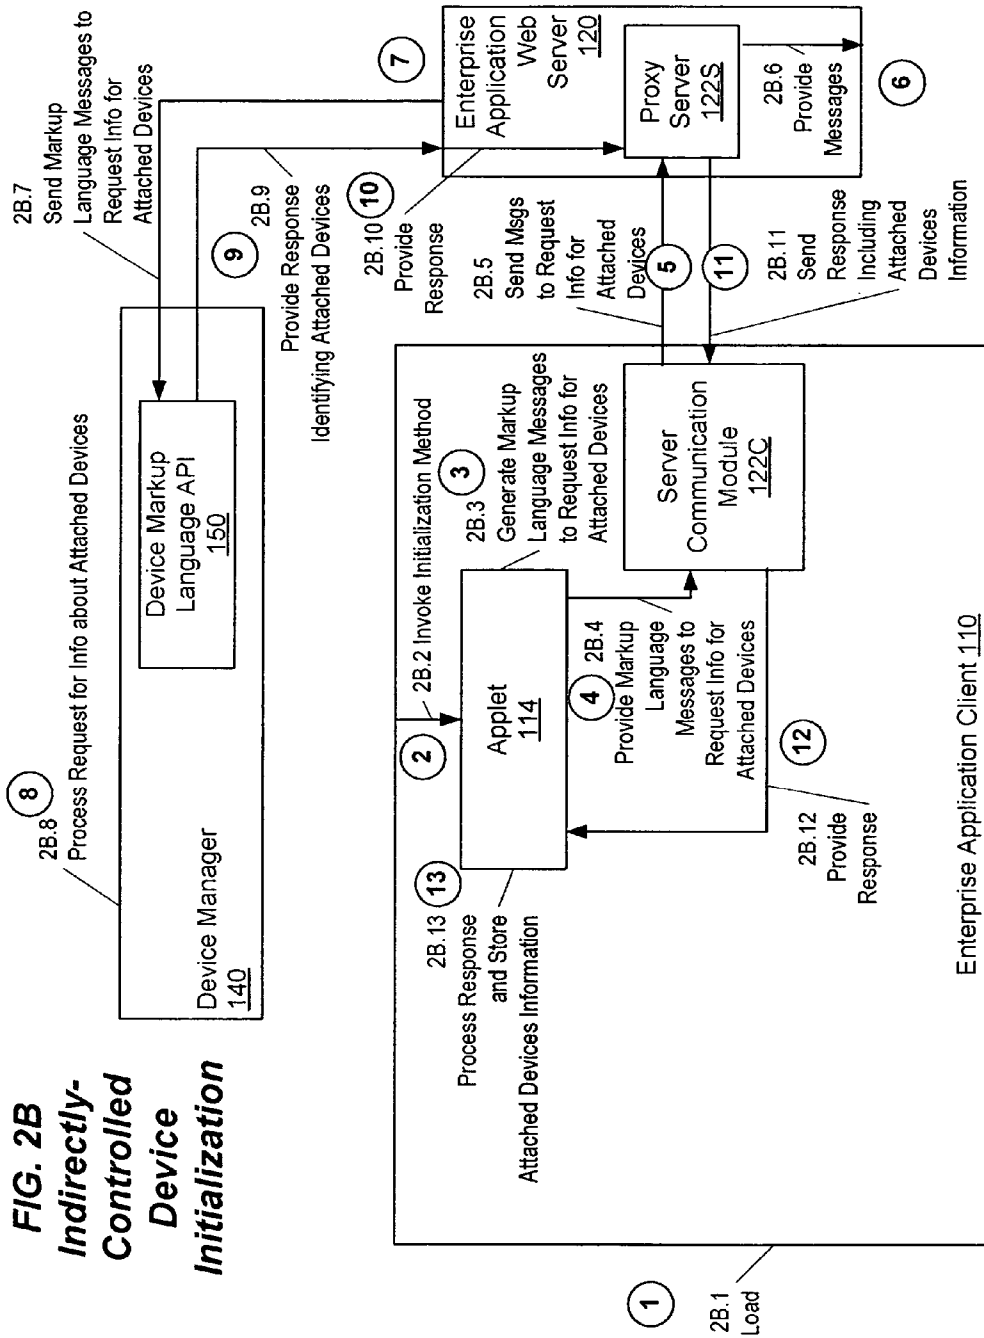 FIG. 2B
Indirectly-
Controlled
Device
Initialization
8
2B.8
Process Request for Info about Attached Devices
Device Manager
140
Device Markup
Language API
150
2B.7
Send Markup
Language Messages to
Request Info for
Attached Devices
7
9
2B.9
Provide Response
Identifying Attached Devices
10
2B.10
Provide
Response
Enterprise
Application
Web
Server
120
Proxy
Server
122S
2B.6
Provide
Messages
6
2B.5
Send Msgs
to Request
Info for
Attached
Devices
5
11
2B.11
Send
Response
Including
Attached
Devices
Information
1
2B.1
Load
2
2B.2 Invoke Initialization Method
2B.3
3
Generate Markup
Language Messages
to Request Info for
Attached Devices
Applet
114
4
2B.4
Provide Markup
Language
Messages to
Request Info for
Attached Devices
Server
Communication
Module
122C
12
2B.12
Provide
Response
2B.13
13
Process Response
and Store
Attached Devices Information
Enterprise Application Client 110